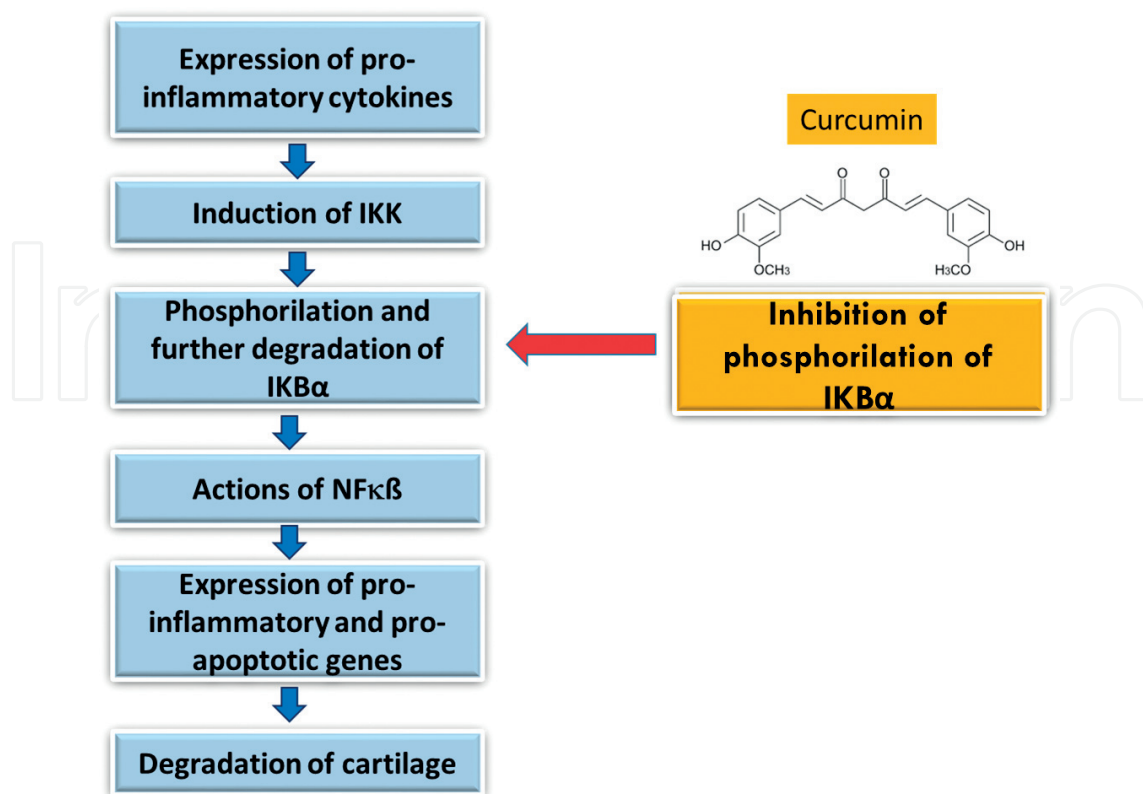 Expression of pro-
inflammatory cytokines
Induction of IKK
Phosphorilation and
further degradation of
IKBα
Actions of NFκß
Expression of pro-
inflammatory and pro-
apoptotic genes
Degradation of cartilage
Curcumin
O
O
HO
OCH3
H3CO
OH
Inhibition of
phosphorilation of
IKBα